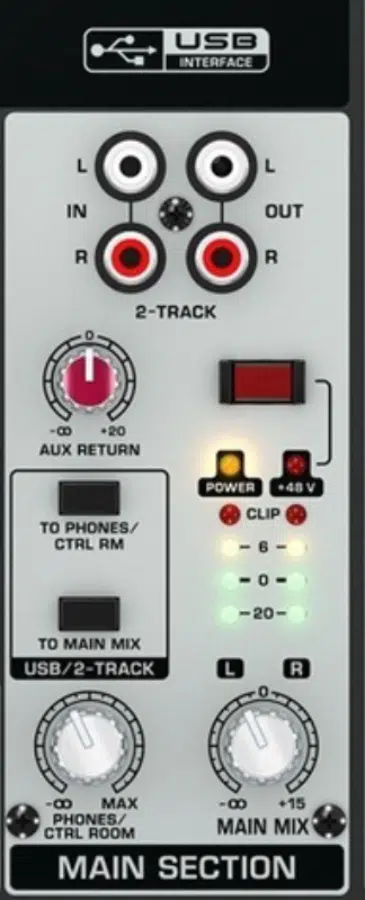 USB
INTERFACE
L L
IN OUT
R R
2-TRACK
0
-∞ +20
AUX RETURN
POWER +48 V
CLIP
TO PHONES/
CTRL RM
6
0
20
TO MAIN MIX
USB/2-TRACK
L R
0
-∞ MAX
PHONES/
CTRL ROOM
-∞ +15
MAIN MIX
MAIN SECTION